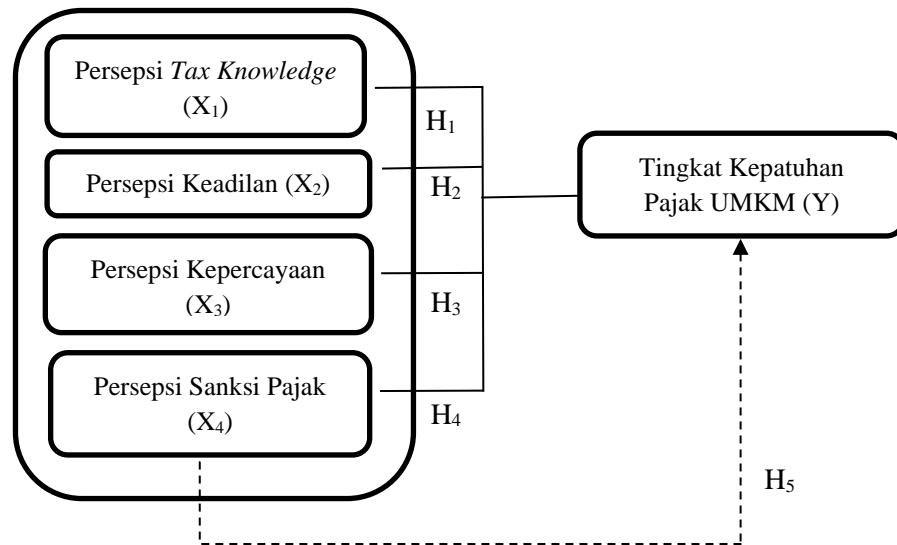 Persepsi Tax Knowledge
(X₁)
H₁
Persepsi Keadilan (X₂)
H₂
Persepsi Kepercayaan
(X₃)
H₃
Persepsi Sanksi Pajak
(X₄)
H₄
Tingkat Kepatuhan
Pajak UMKM (Y)
H₅